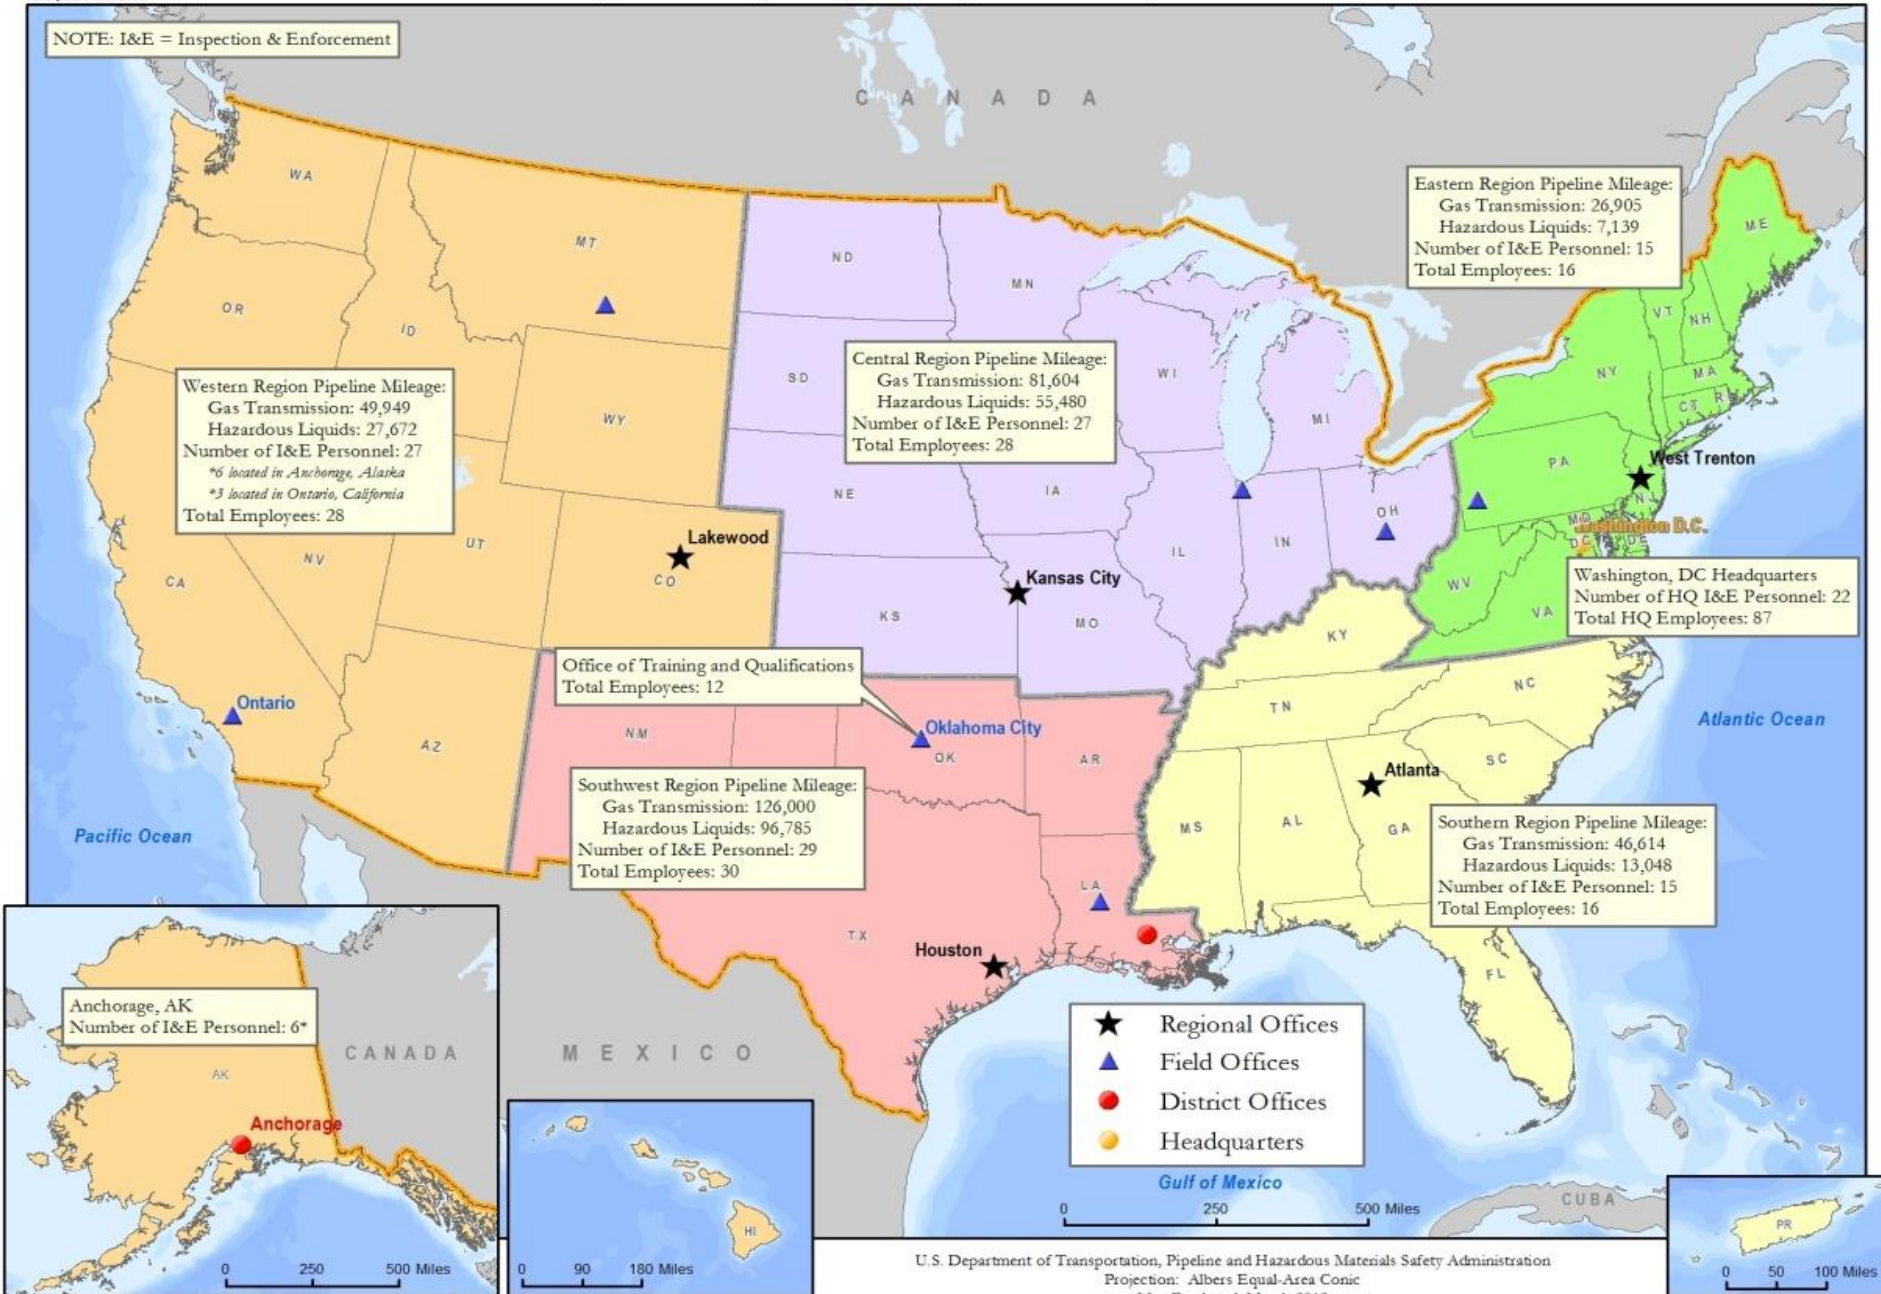 NOTE: I&E = Inspection & Enforcement
C A N A D A
Eastern Region Pipeline Mileage:
Gas Transmission: 26,905
Hazardous Liquids: 7,139
Number of I&E Personnel: 15
Total Employees: 16
WA
MT
ND
MN
ME
OR
ID
VT
NH
Western Region Pipeline Mileage:
Gas Transmission: 49,949
Hazardous Liquids: 27,672
Number of I&E Personnel: 27
*6 located in Anchorage, Alaska
*3 located in Ontario, California
Total Employees: 28
WY
SD
Central Region Pipeline Mileage:
Gas Transmission: 81,604
Hazardous Liquids: 55,480
Number of I&E Personnel: 27
Total Employees: 28
WI
MI
NY
MA
CT
PA
West Trenton
NE
IA
OH
NJ
MD
Washington D.C.
DC
DE
Lakewood
UT
NV
CA
CO
IL
IN
WV
VA
Kansas City
Washington, DC Headquarters
Number of HQ I&E Personnel: 22
Total HQ Employees: 87
KS
MO
KY
Office of Training and Qualifications
Total Employees: 12
Ontario
AZ
NM
Oklahoma City
OK
AR
TN
NC
SC
Atlantic Ocean
Atlanta
Pacific Ocean
Southwest Region Pipeline Mileage:
Gas Transmission: 126,000
Hazardous Liquids: 96,785
Number of I&E Personnel: 29
Total Employees: 30
MS
AL
GA
Southern Region Pipeline Mileage:
Gas Transmission: 46,614
Hazardous Liquids: 13,048
Number of I&E Personnel: 15
Total Employees: 16
LA
TX
Houston
FL
Anchorage, AK
Number of I&E Personnel: 6*
CANADA
AK
Anchorage
M E X I C O
Regional Offices
Field Offices
District Offices
Headquarters
Gulf of Mexico
0 250 500 Miles
CUBA
HI
PR
0 250 500 Miles
0 90 180 Miles
0 50 100 Miles
U.S. Department of Transportation, Pipeline and Hazardous Materials Safety Administration
Projection: Albers Equal-Area Conic